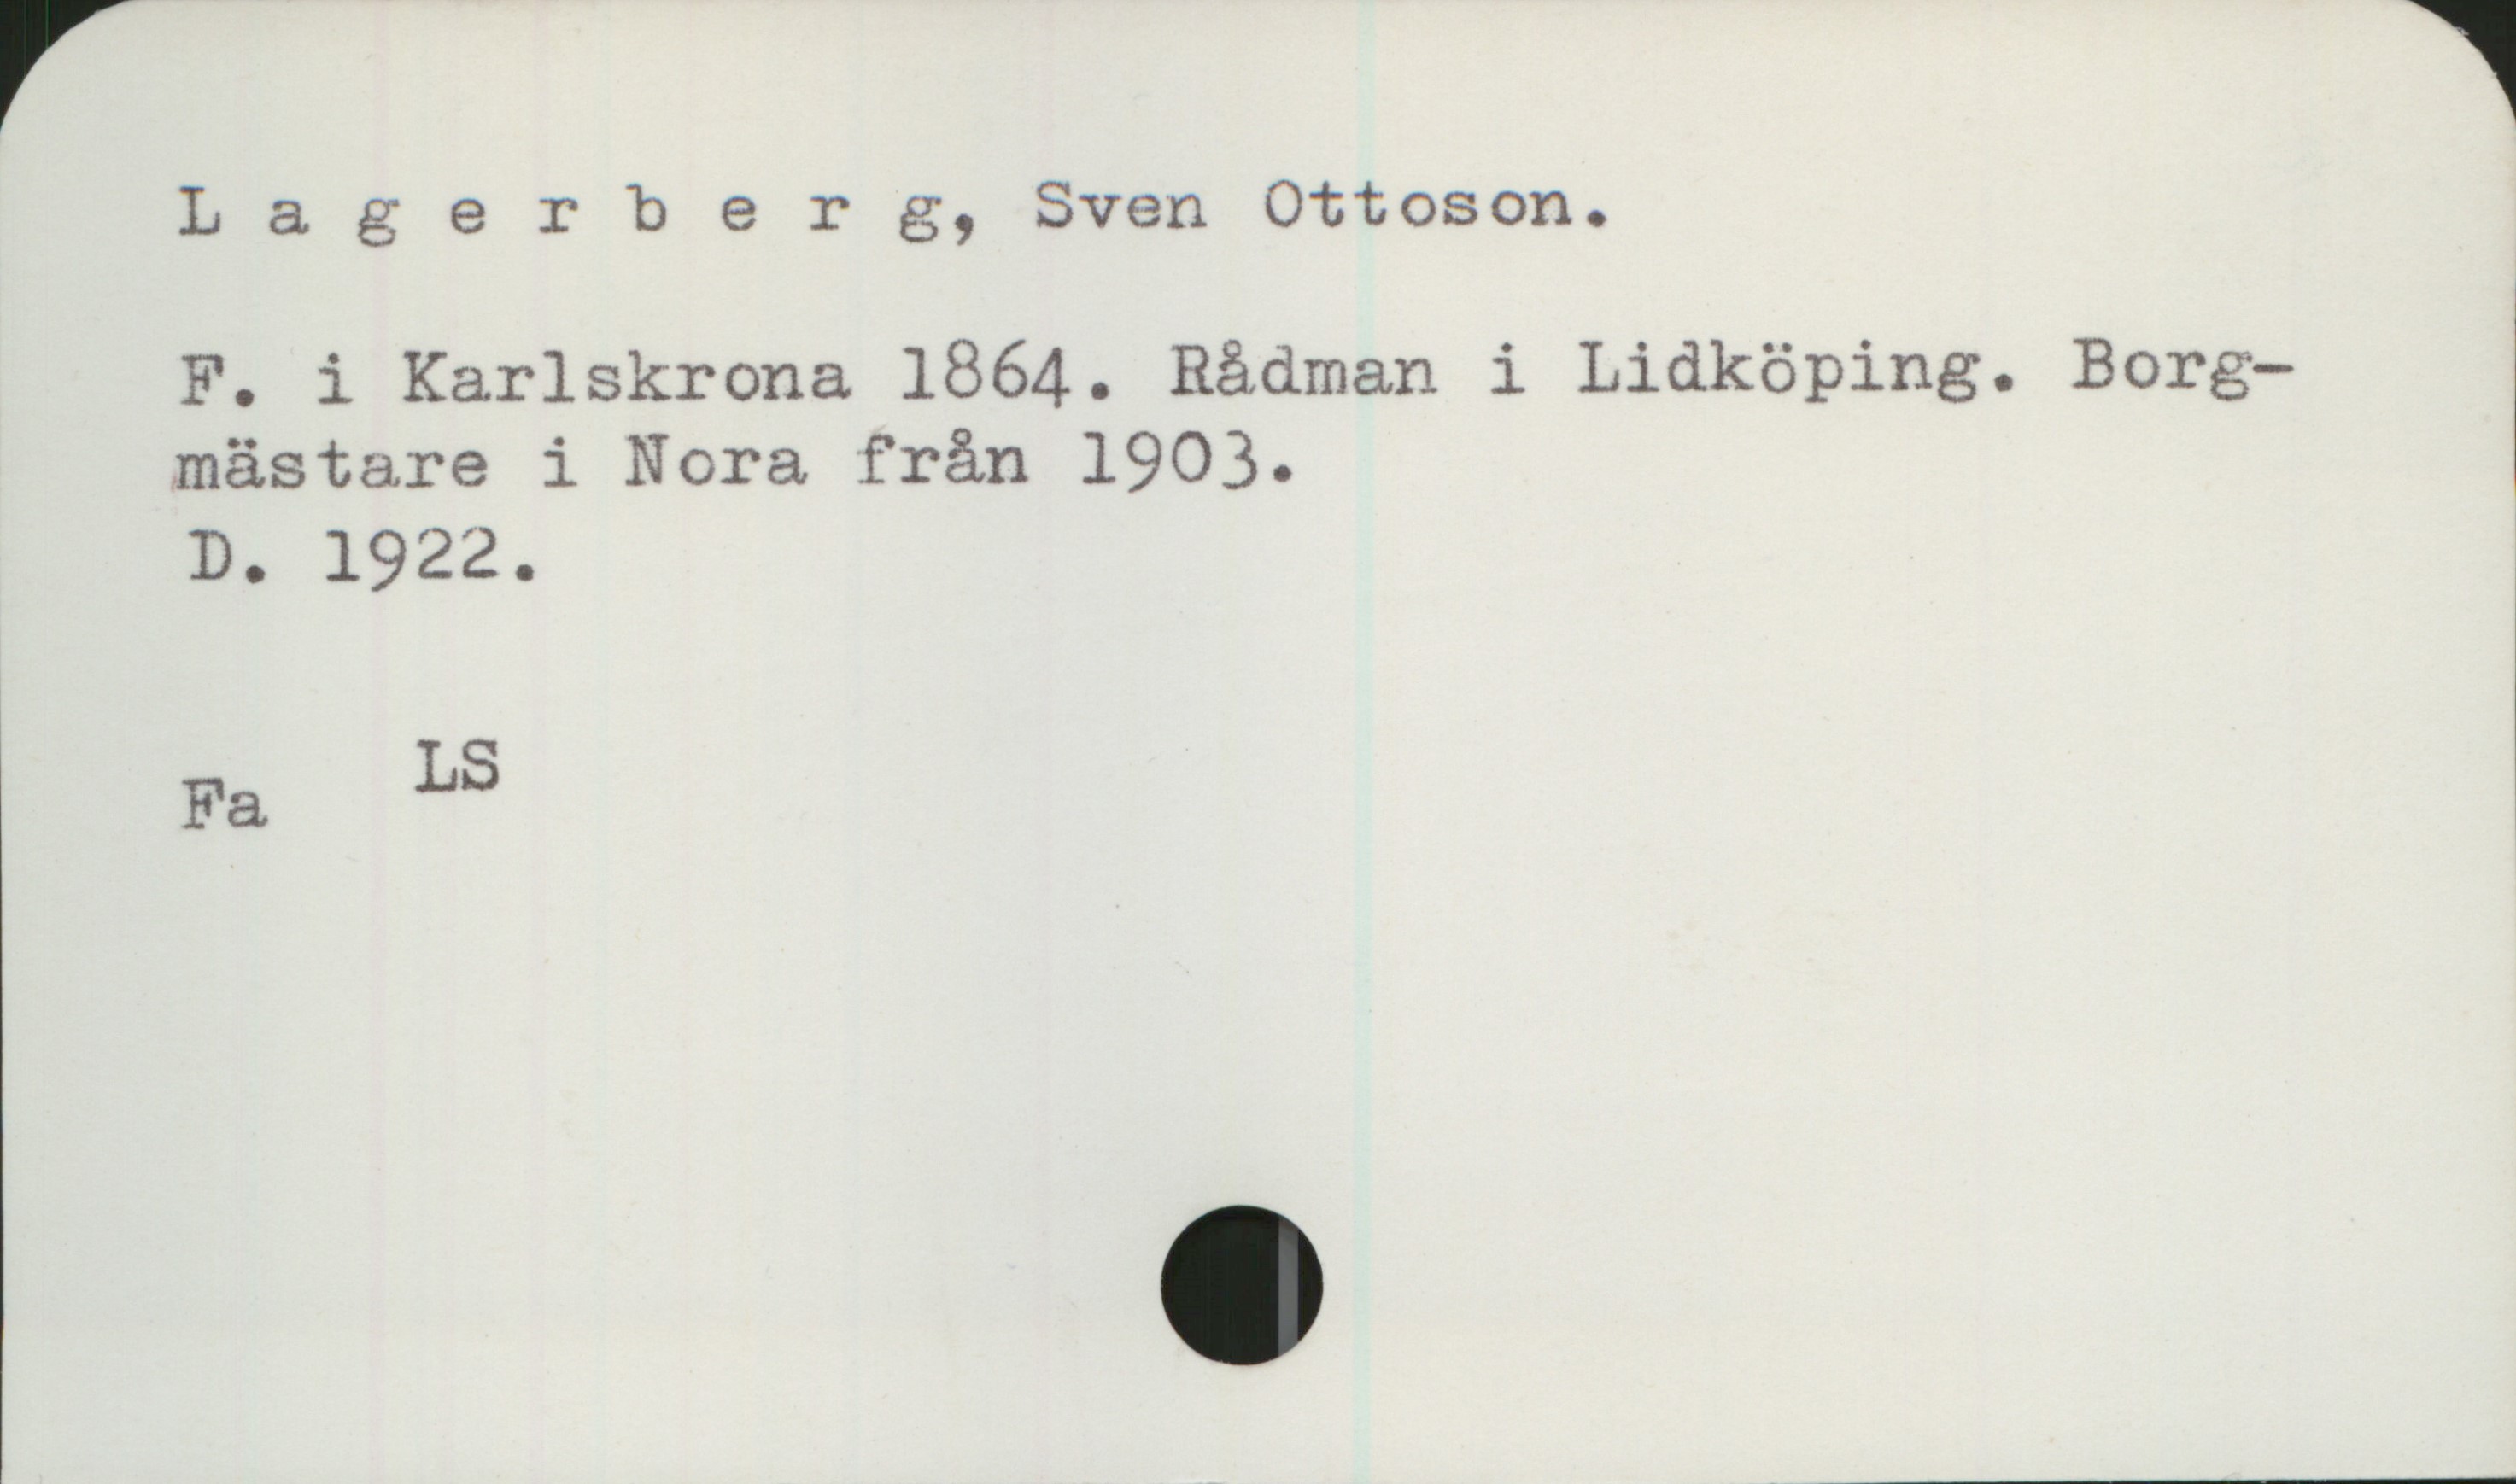 L a g e r b e r g, Sven Ottoson.
F. i Karlskrona 1864. Rådman i Lidköping. Borg-
mästare i Nora från 1903.
D. 1922.
LS
Fa